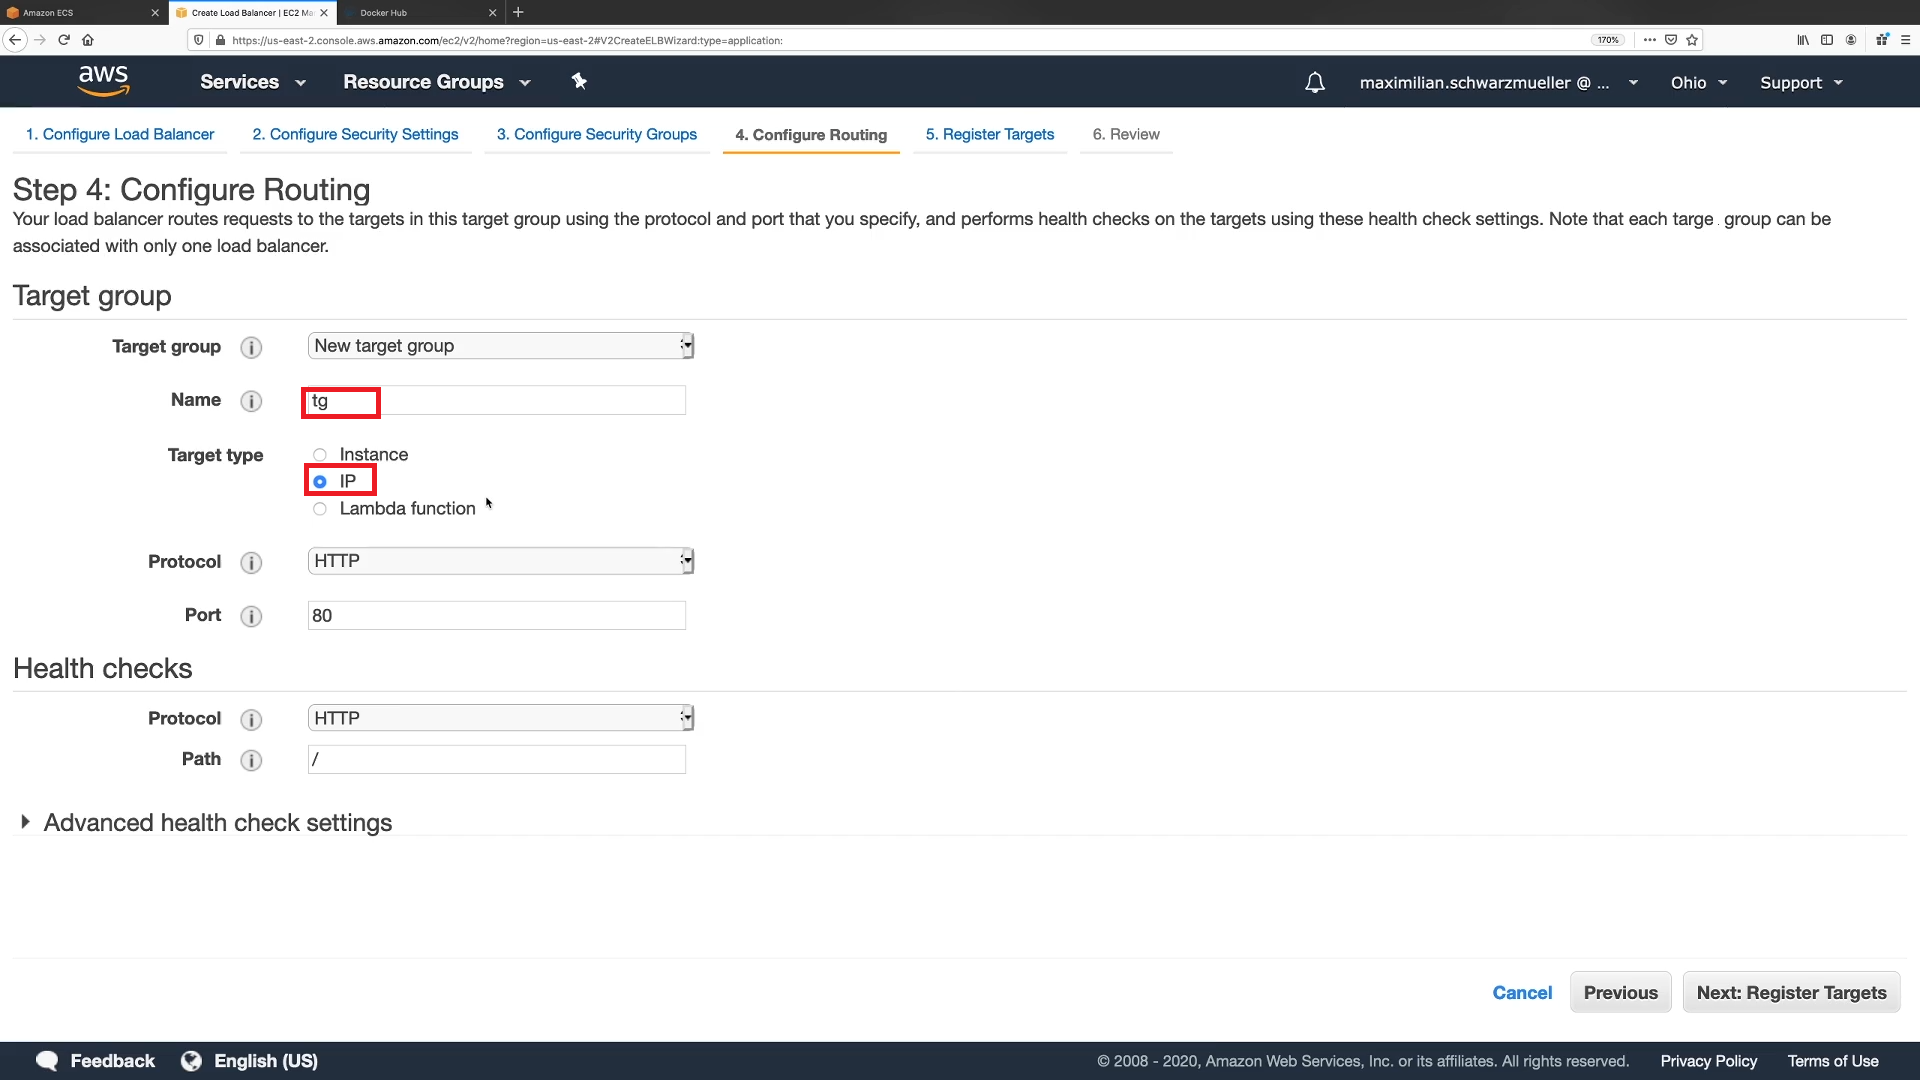 Amazon ECS
Create Load Balancer | EC2 Ma
Docker Hub
https://us-east-2.console.aws.amazon.com/ec2/v2/home?region=us-east-2#V2CreateELBWizard:type=application:
170%
aws
Services
Resource Groups
maximilian.schwarzmueller @ ...
Ohio
Support
1. Configure Load Balancer
2. Configure Security Settings
3. Configure Security Groups
4. Configure Routing
5. Register Targets
6. Review
Step 4: Configure Routing
Your load balancer routes requests to the targets in this target group using the protocol and port that you specify, and performs health checks on the targets using these health check settings. Note that each targe group can be
associated with only one load balancer.
Target group
Target group
New target group
Name
tg
Target type
Instance
IP
Lambda function
Protocol
HTTP
Port
80
Health checks
Protocol
HTTP
Path
/
Advanced health check settings
Cancel
Previous
Next: Register Targets
Feedback
English (US)
© 2008 - 2020, Amazon Web Services, Inc. or its affiliates. All rights reserved.
Privacy Policy
Terms of Use